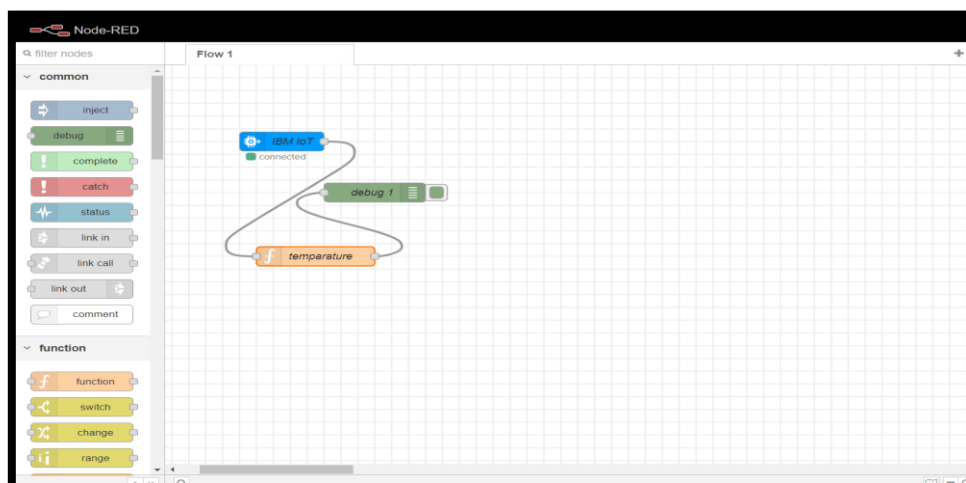 Node-RED
filter nodes
Flow 1
common
inject
debug
complete
catch
status
link in
link call
link out
comment
function
function
switch
change
range
IBM IoT
connected
debug 1
temparature